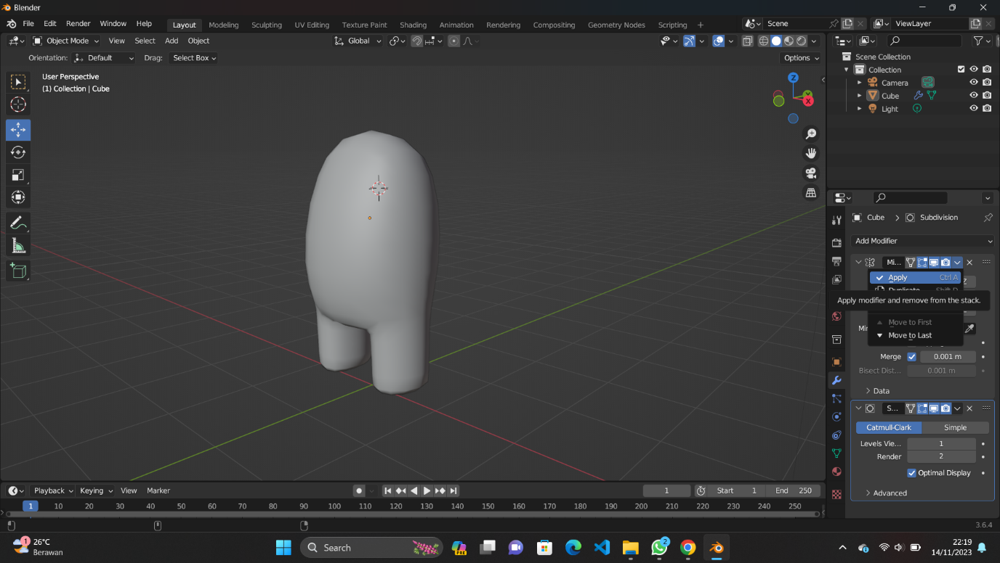 Blender
File Edit Render Window Help
Layout Modeling Sculpting UV Editing Texture Paint Shading Animation Rendering Compositing Geometry Nodes Scripting +
Scene
ViewLayer
Object Mode View Select Add Object
Global
Orientation: Default Drag: Select Box
Options
User Perspective
(1) Collection | Cube
Z
Y
X
Scene Collection
Collection
Camera
Cube
Light
Cube > Subdivision
Add Modifier
Mi...
Apply Ctrl A
Apply modifier and remove from the stack.
Move to First
Move to Last
Merge 0.001 m
Bisect Dist... 0.001 m
Data
S...
Catmull-Clark Simple
Levels Vie... 1
Render 2
Optimal Display
Advanced
Playback Keying View Marker
1 Start 1 End 250
1 10 20 30 40 50 60 70 80 90 100 110 120 130 140 150 160 170 180 190 200 210 220 230 240 250
3.6.4
1 26°C
Berawan
Search
PRE
2
22:19
14/11/2023